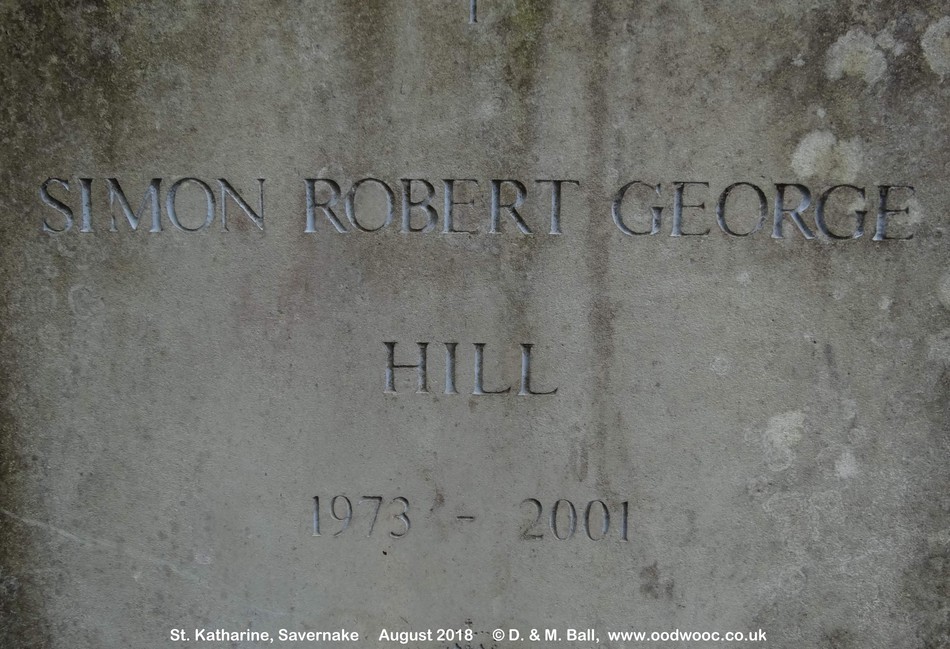 SIMON ROBERT GEORGE
HILL
1973 - 2001
St. Katharine, Savernake August 2018 © D. & M. Ball, www.oodwooc.co.uk